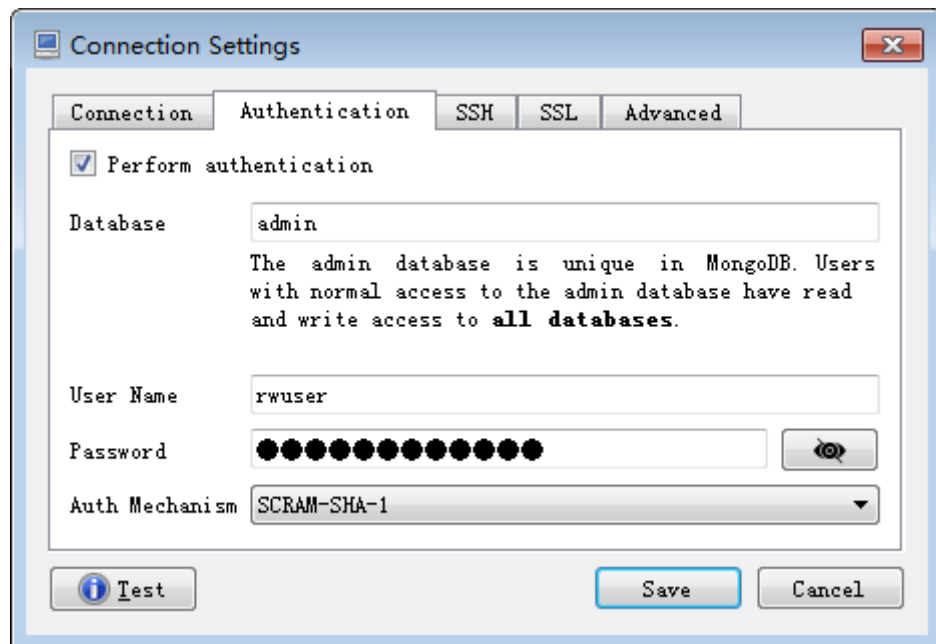 Connection Settings
Connection Authentication SSH SSL Advanced
Perform authentication
Database admin
The admin database is unique in MongoDB. Users
with normal access to the admin database have read
and write access to all databases.
User Name rwuser
Password ●●●●●●●●●●●●
Auth Mechanism SCRAM-SHA-1
Test Save Cancel